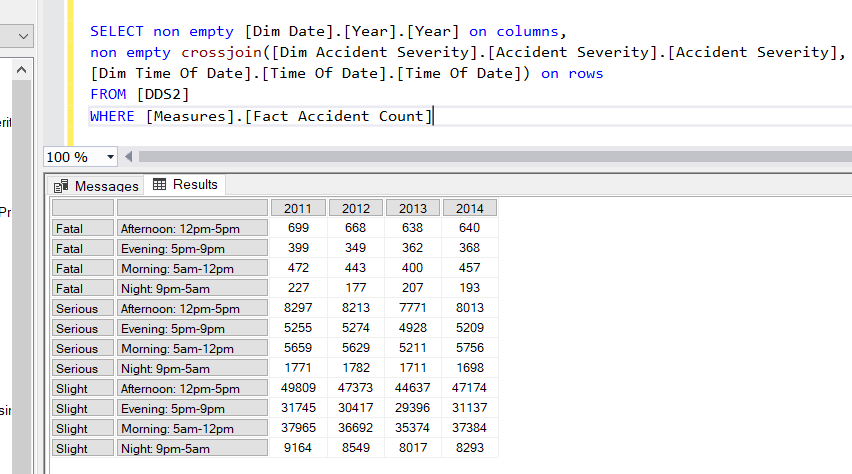 SELECT non empty [Dim Date].[Year].[Year] on columns,
non empty crossjoin([Dim Accident Severity].[Accident Severity].[Accident Severity],
[Dim Time Of Date].[Time Of Date].[Time Of Date]) on rows
FROM [DDS2]
WHERE [Measures].[Fact Accident Count]
100 %
Messages Results
2011 2012 2013 2014
Fatal Afternoon: 12pm-5pm 699 668 638 640
Fatal Evening: 5pm-9pm 399 349 362 368
Fatal Morning: 5am-12pm 472 443 400 457
Fatal Night: 9pm-5am 227 177 207 193
Serious Afternoon: 12pm-5pm 8297 8213 7771 8013
Serious Evening: 5pm-9pm 5255 5274 4928 5209
Serious Morning: 5am-12pm 5659 5629 5211 5756
Serious Night: 9pm-5am 1771 1782 1711 1698
Slight Afternoon: 12pm-5pm 49809 47373 44637 47174
Slight Evening: 5pm-9pm 31745 30417 29396 31137
Slight Morning: 5am-12pm 37965 36692 35374 37384
Slight Night: 9pm-5am 9164 8549 8017 8293